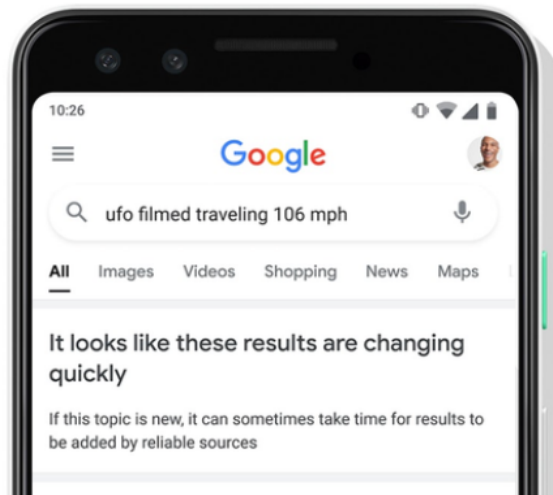 10:26
Google
ufo filmed traveling 106 mph
All Images Videos Shopping News Maps
It looks like these results are changing
quickly
If this topic is new, it can sometimes take time for results to
be added by reliable sources